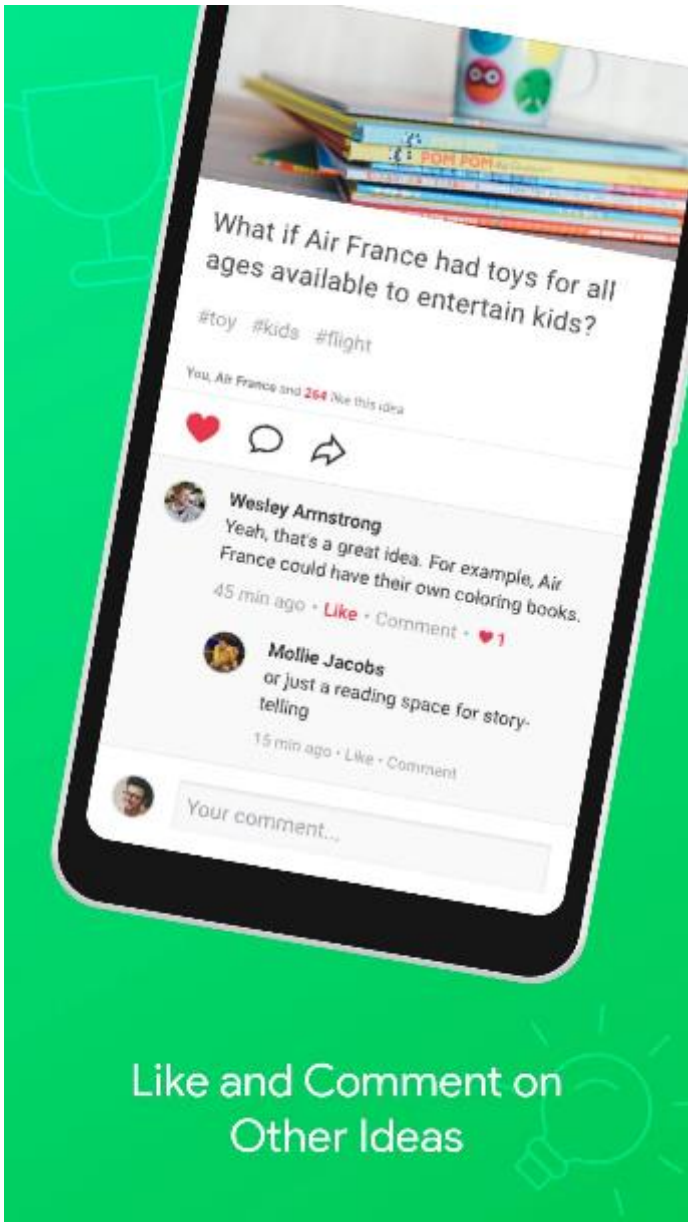 POM POM
What if Air France had toys for all
ages available to entertain kids?
#toy #kids #flight
You, Air France and 264 like this idea
Wesley Armstrong
Yeah, that's a great idea. For example, Air
France could have their own coloring books.
45 min ago • Like • Comment • ♥ 1
Mollie Jacobs
or just a reading space for story-
telling
15 min ago • Like • Comment
Your comment...
Like and Comment on
Other Ideas